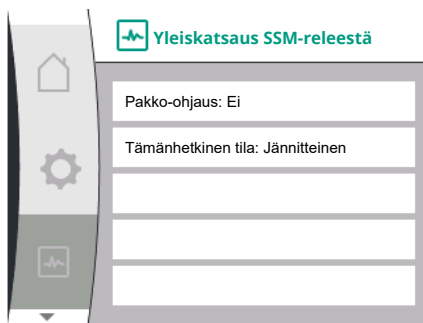 Yleiskatsaus SSM-releestä
Pakko-ohjaus: Ei
Tämänhetkinen tila: Jännitteinen